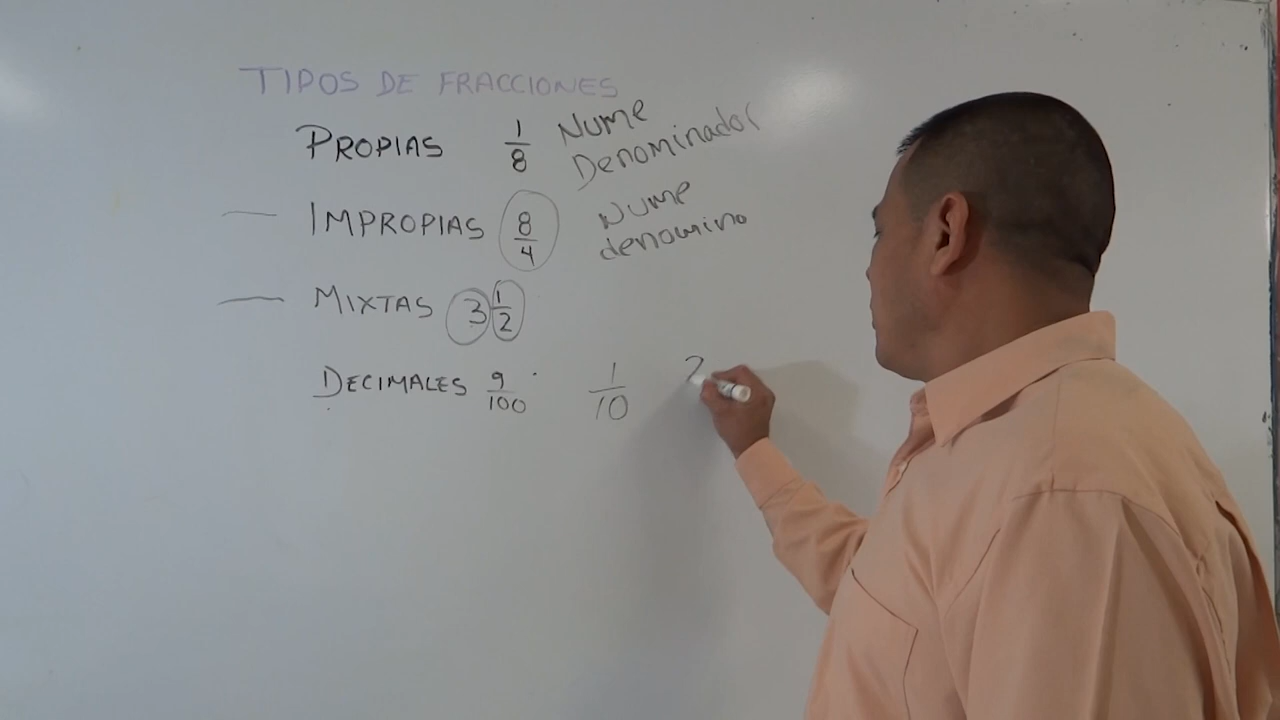 TIPOS DE FRACCIONES
PROPIAS 1/8 Nume
Denominador
IMPROPIAS 8/4 Nume
denomino
MIXTAS 3 1/2
DECIMALES 9/100 1/10 2